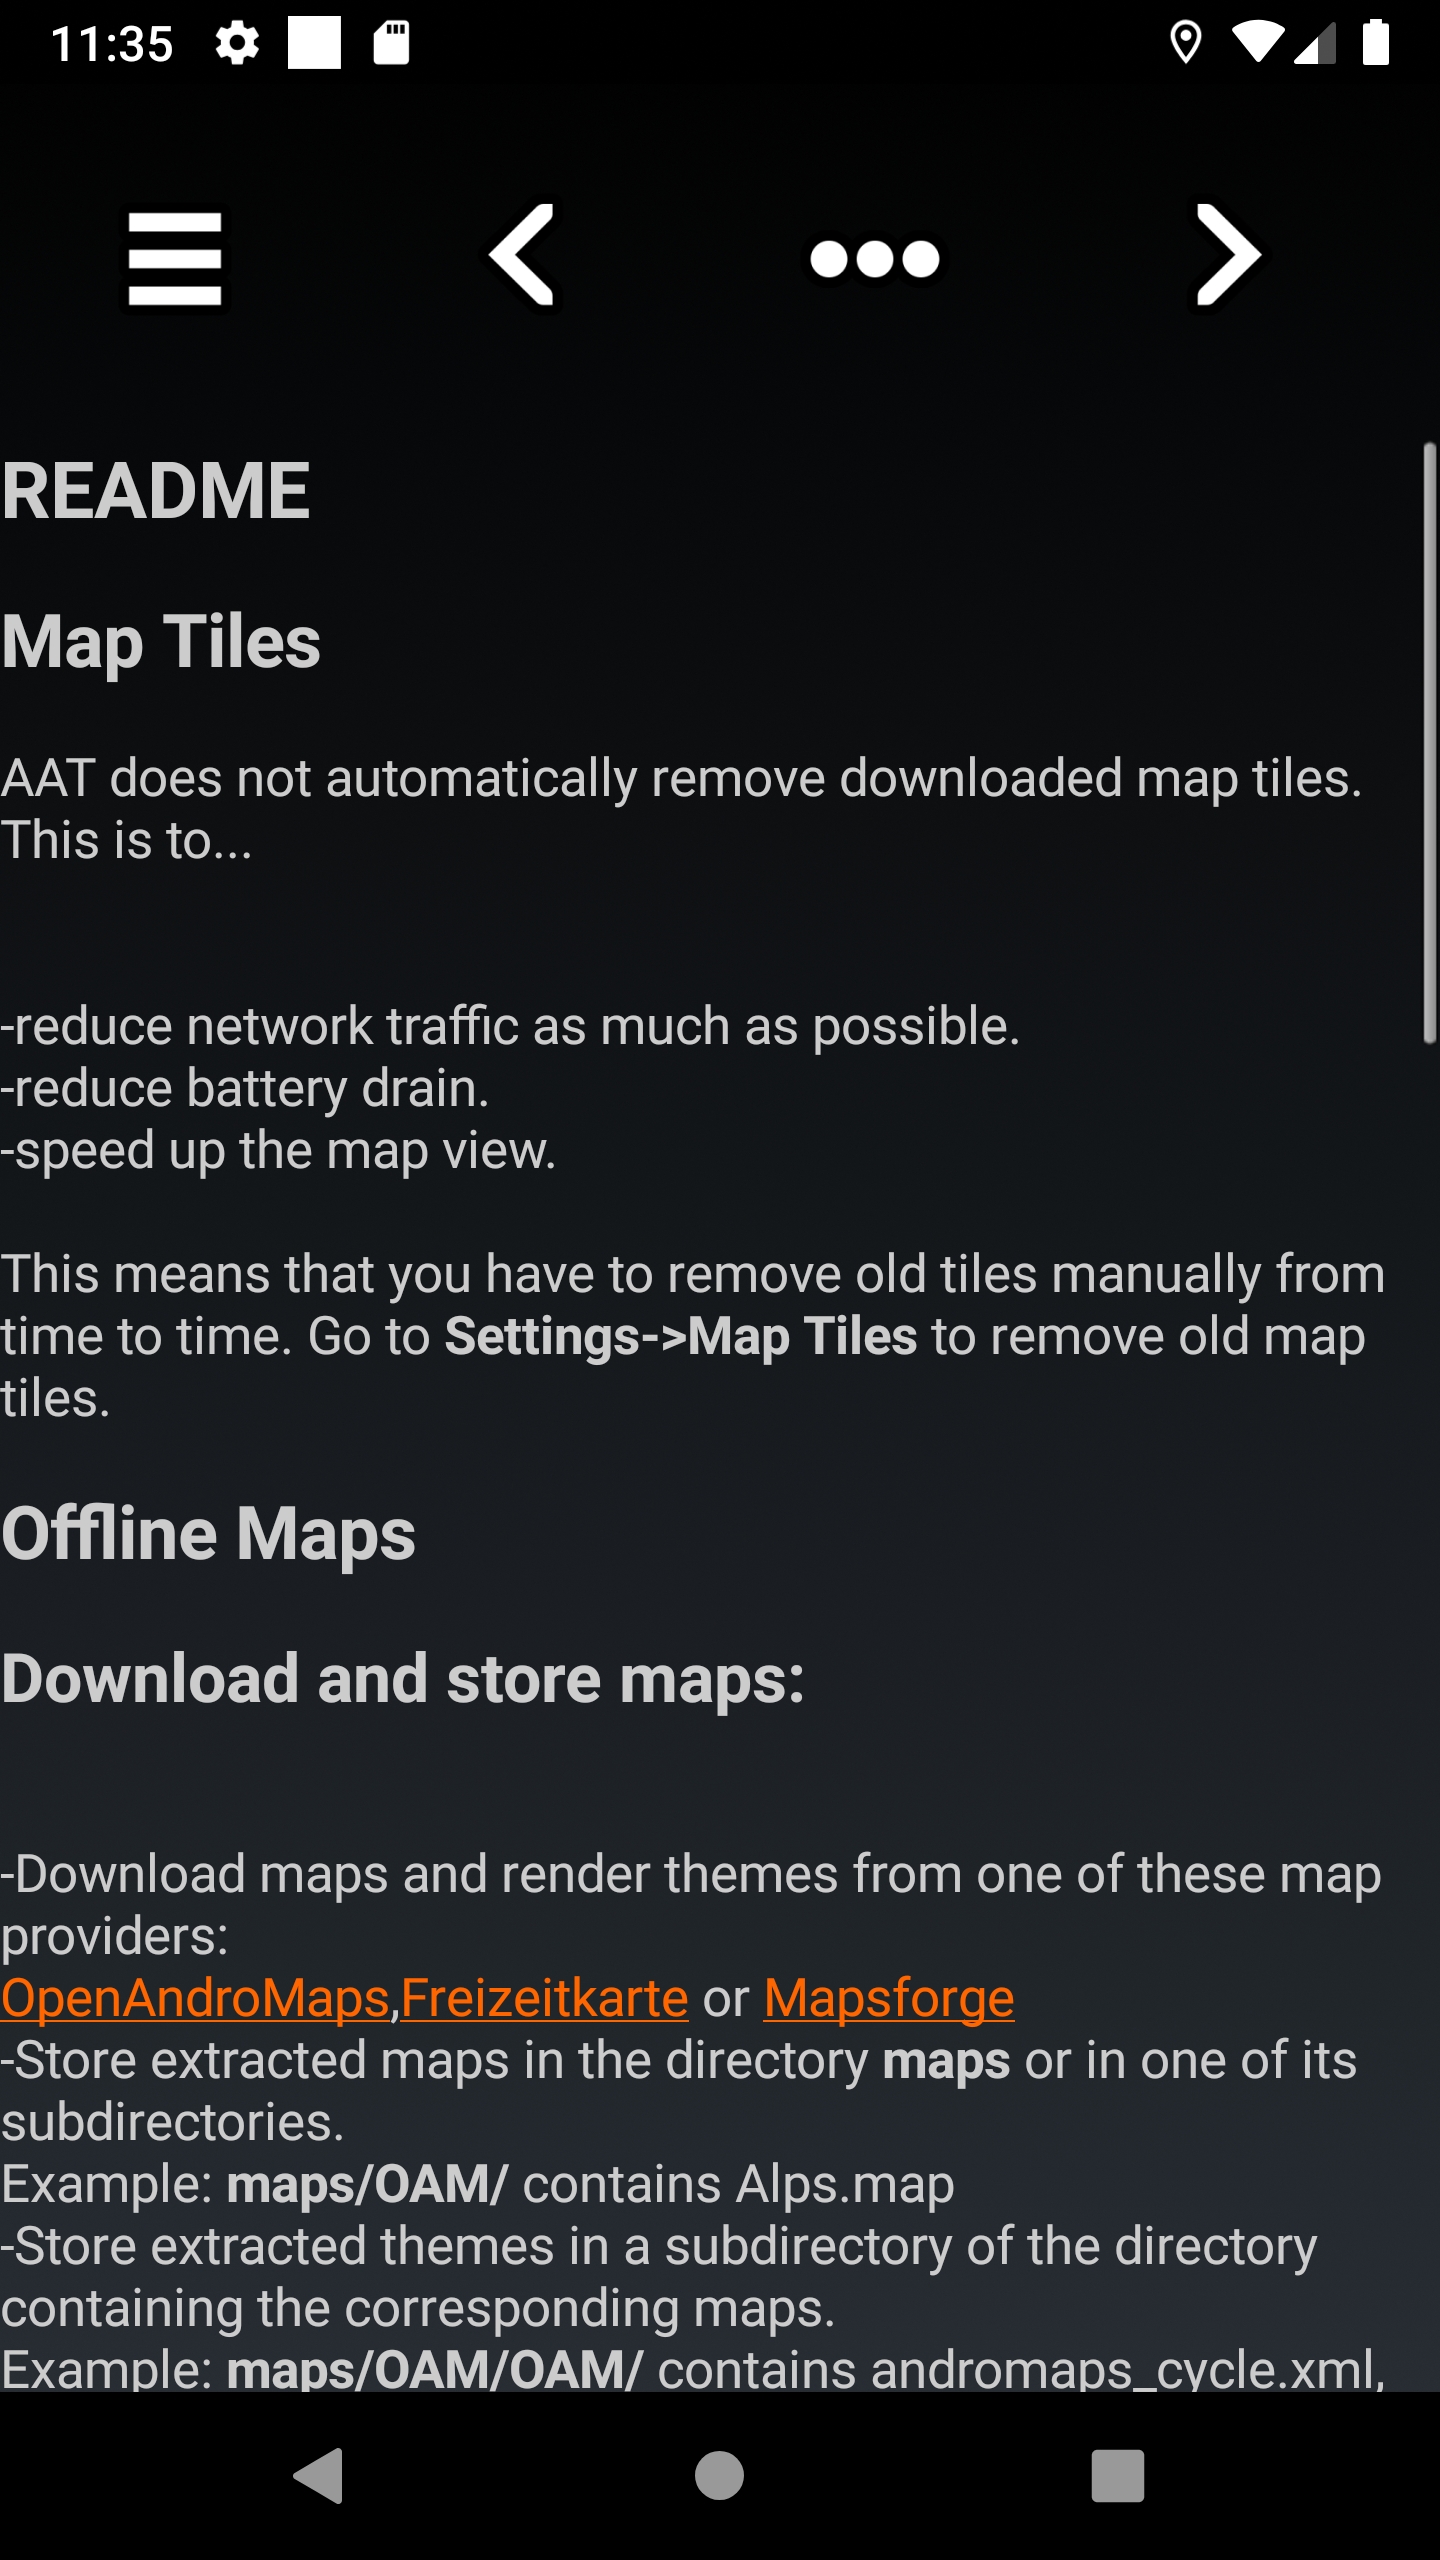 11:35
README
Map Tiles
AAT does not automatically remove downloaded map tiles.
This is to...
-reduce network traffic as much as possible.
-reduce battery drain.
-speed up the map view.
This means that you have to remove old tiles manually from
time to time. Go to Settings->Map Tiles to remove old map
tiles.
Offline Maps
Download and store maps:
-Download maps and render themes from one of these map
providers:
OpenAndroMaps,Freizeitkarte or Mapsforge
-Store extracted maps in the directory maps or in one of its
subdirectories.
Example: maps/OAM/ contains Alps.map
-Store extracted themes in a subdirectory of the directory
containing the corresponding maps.
Example: maps/OAM/OAM/ contains andromaps_cycle.xml,